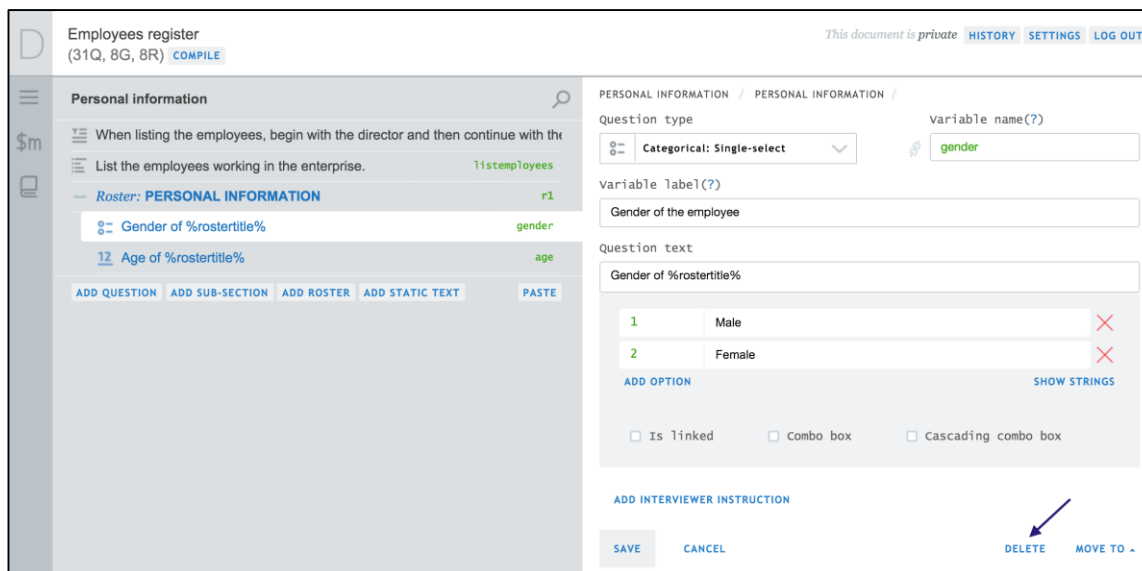 D
Employees register
(31Q, 8G, 8R) COMPILE
This document is private HISTORY SETTINGS LOG OUT
$m
Personal information
When listing the employees, begin with the director and then continue with the
List the employees working in the enterprise. listemployees
Roster: PERSONAL INFORMATION r1
Gender of %rostertitle% gender
12 Age of %rostertitle% age
ADD QUESTION ADD SUB-SECTION ADD ROSTER ADD STATIC TEXT PASTE
PERSONAL INFORMATION / PERSONAL INFORMATION /
Question type Variable name(?)
Categorical: Single-select gender
Variable label(?)
Gender of the employee
Question text
Gender of %rostertitle%
1 Male
2 Female
ADD OPTION SHOW STRINGS
Is linked Combo box Cascading combo box
ADD INTERVIEWER INSTRUCTION
SAVE CANCEL DELETE MOVE TO